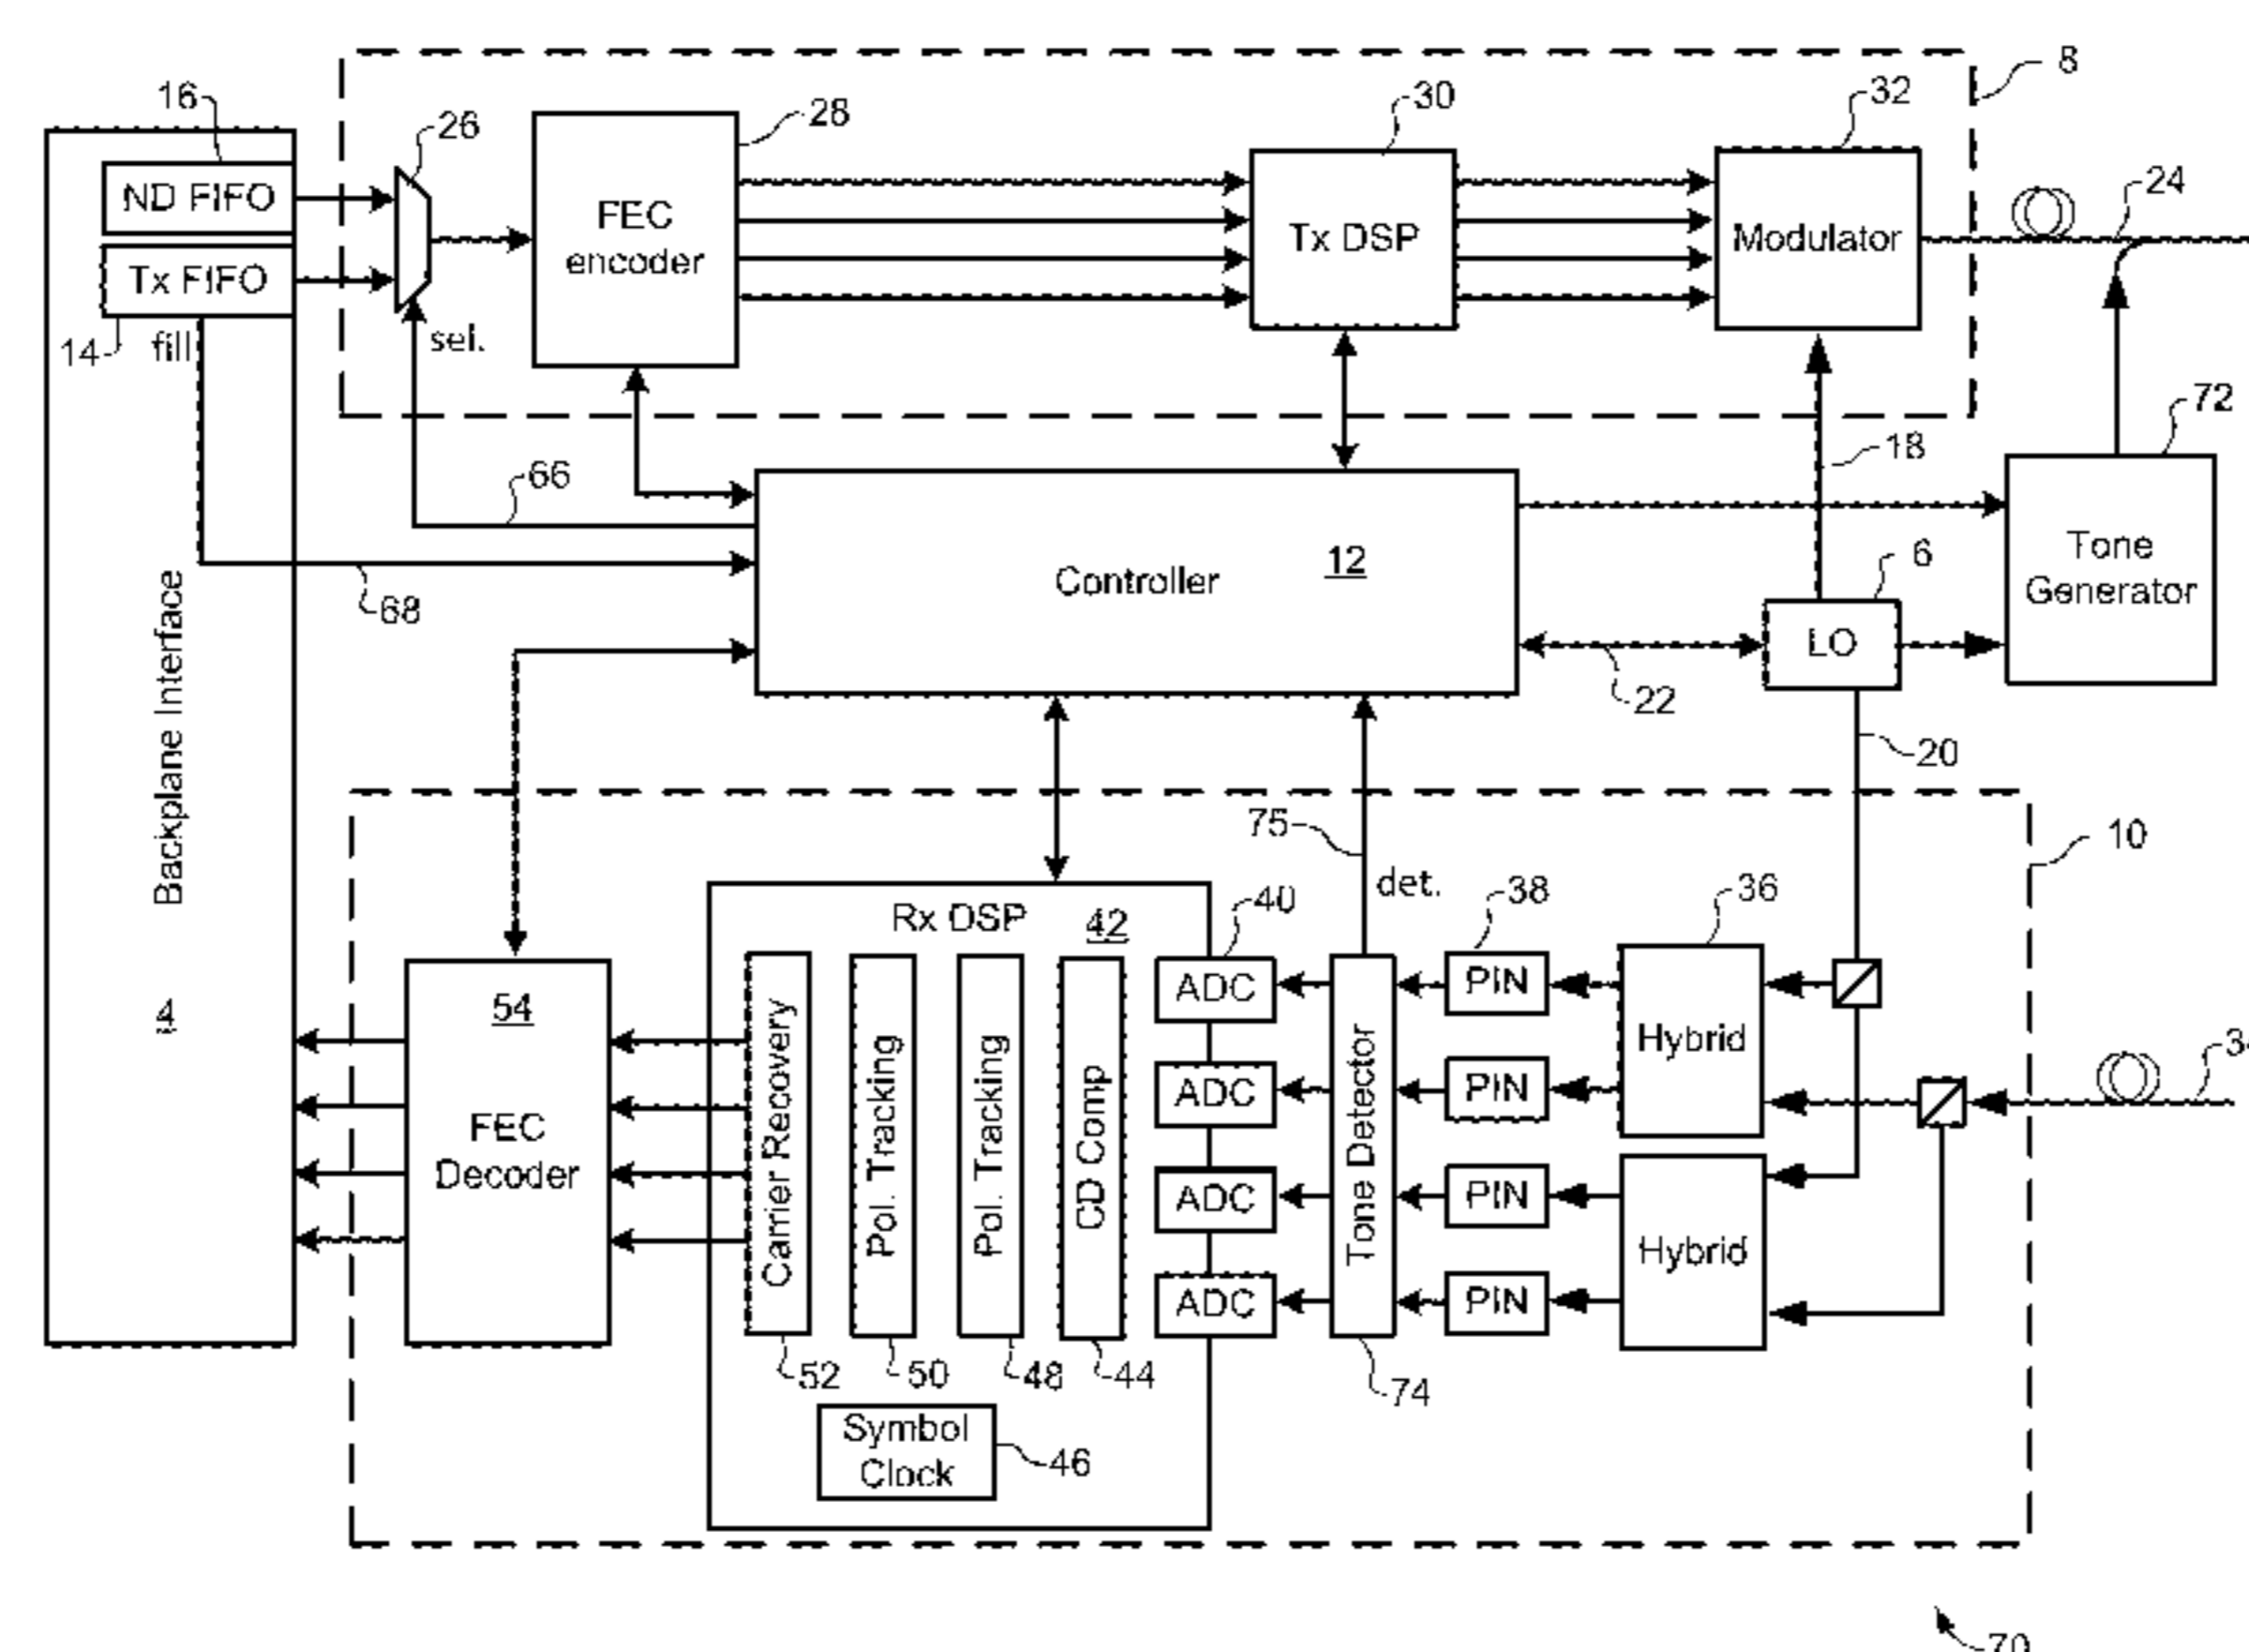 8
16
26
28
30
32
24
ND FIFO
FEC
encoder
Tx DSP
Modulator
Tx FIFO
14
fill
sel.
72
18
66
12
Controller
6
Tone
Generator
LO
68
22
20
Backplane Interface
4
75
det.
10
Rx DSP
42
40
38
36
54
FEC
Decoder
Carrier Recovery
Pol. Tracking
Pol. Tracking
CD Comp
ADC
ADC
ADC
ADC
Tone Detector
PIN
PIN
PIN
PIN
Hybrid
Hybrid
52
50
48
44
74
Symbol
Clock
46
70